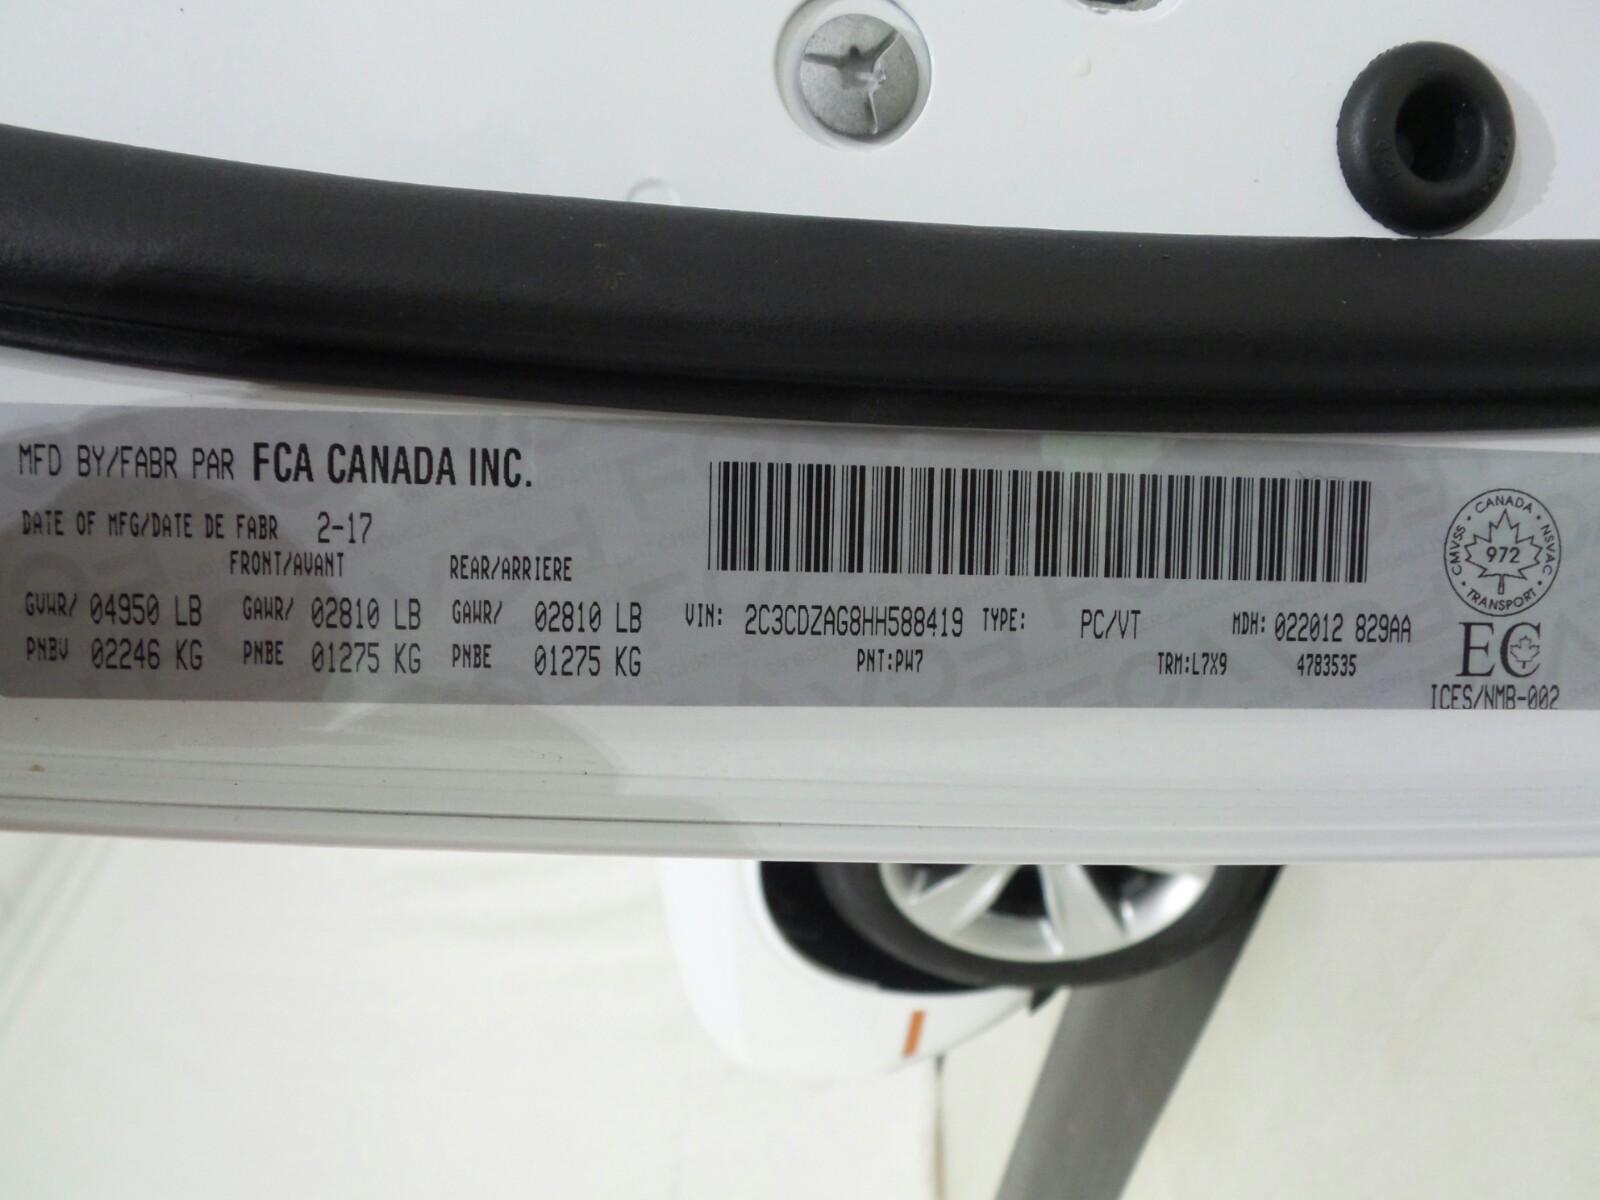 MFD BY/FABR PAR FCA CANADA INC.
DATE OF MFG/DATE DE FABR 2-17
FRONT/AVANT REAR/ARRIERE
GVWR/ 04950 LB GAWR/ 02810 LB GAWR/ 02810 LB
PNBV 02246 KG PNBE 01275 KG PNBE 01275 KG
VIN: 2C3CDZAG8HH588419 TYPE: PC/VT MDH: 022012 829AA
PNT:PW7 TRM:L7X9 4783535
CANADA
CMVSS 972 NSVAC
TRANSPORT
EC
ICES/NMB-002